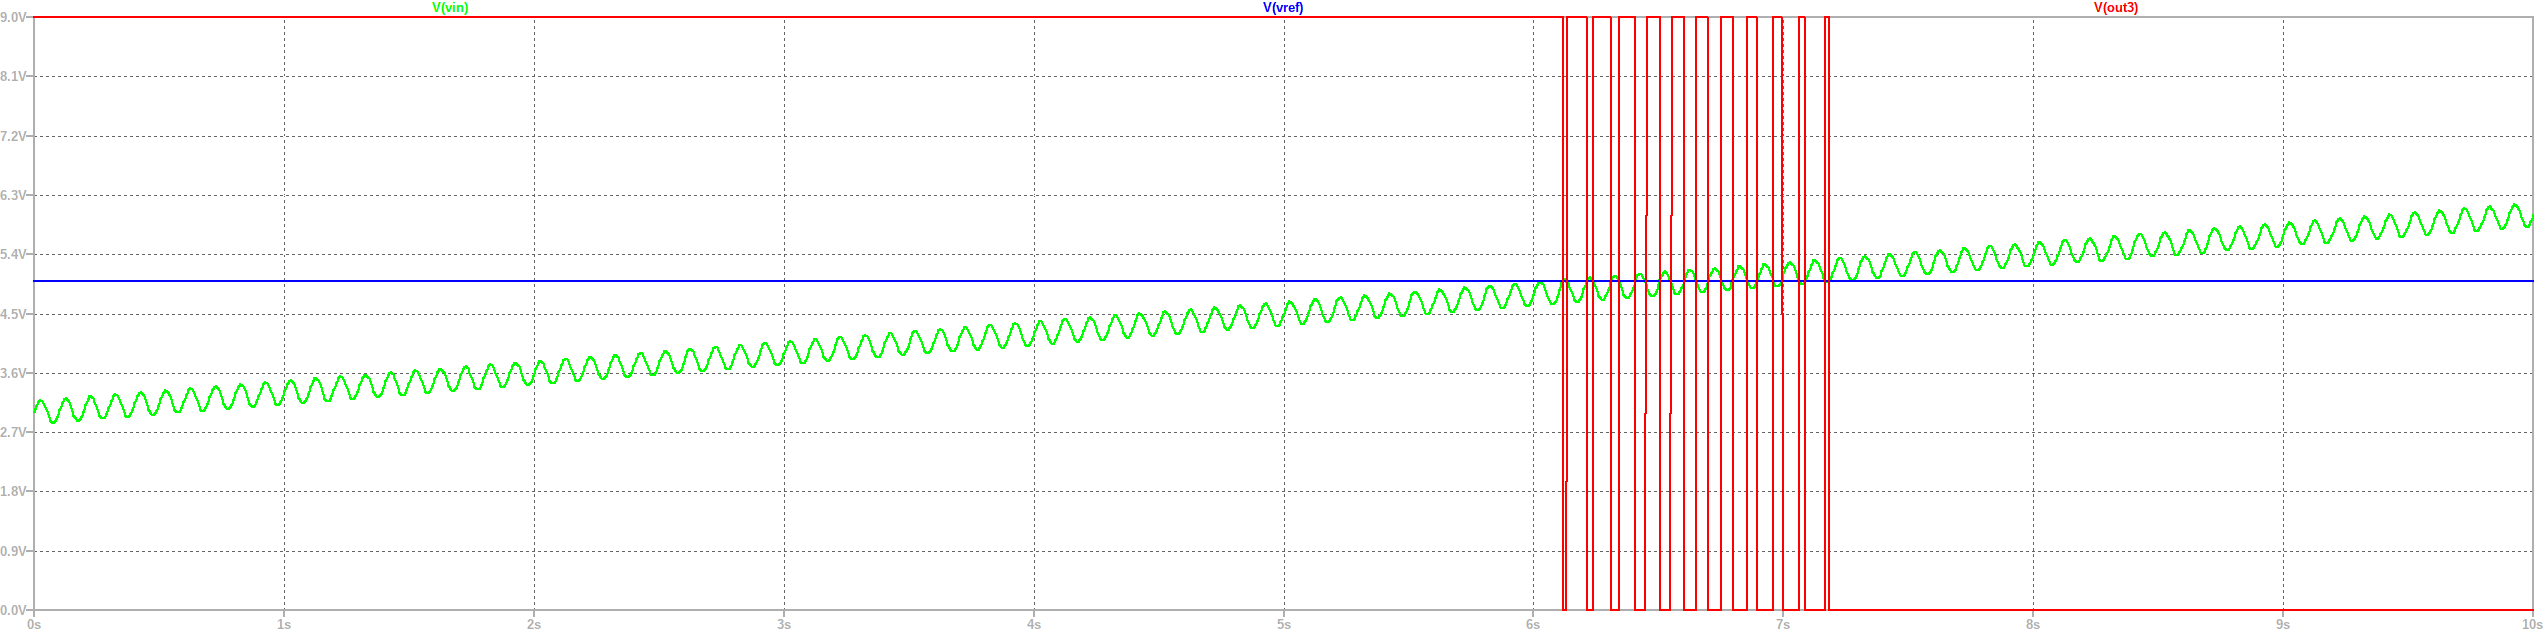 V(vin) V(vref) V(out3)
9.0V
8.1V
7.2V
6.3V
5.4V
4.5V
3.6V
2.7V
1.8V
0.9V
0.0V
0s 1s 2s 3s 4s 5s 6s 7s 8s 9s 10s